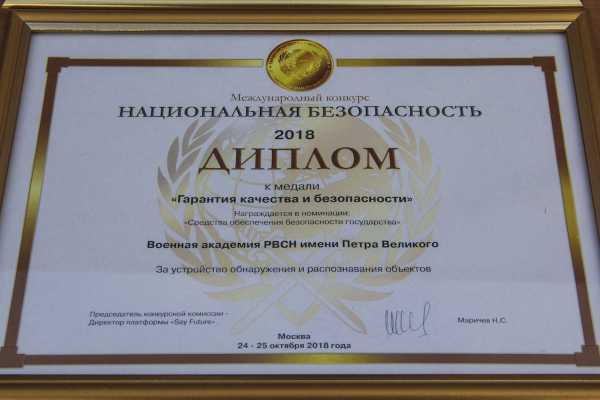 Международный конкурс
НАЦИОНАЛЬНАЯ БЕЗОПАСНОСТЬ
2018
ДИПЛОМ
к медали
«Гарантия качества и безопасности»
Награждается в номинации:
«Средства обеспечения безопасности государства»
Военная академия РВСН имени Петра Великого
За устройство обнаружения и распознавания объектов
Председатель конкурсной комиссии -
Директор платформы «Say Future»
Маричев Н.С.
Москва
24 - 25 октября 2018 года